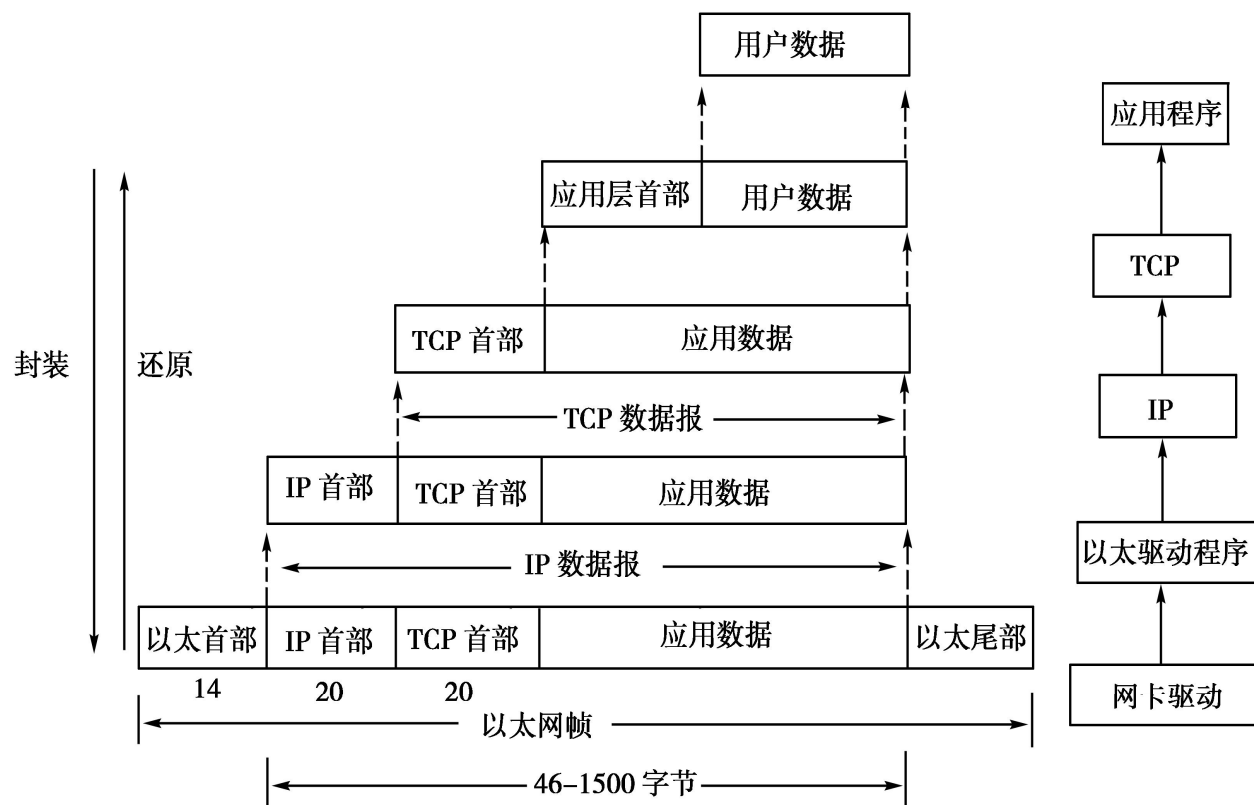 用户数据
应用程序
应用层首部 用户数据
TCP
TCP 首部 应用数据
封装 还原
TCP 数据报
IP
IP 首部 TCP 首部 应用数据
以太驱动程序
IP 数据报
以太首部 IP 首部 TCP 首部 应用数据 以太尾部
14 20 20
网卡驱动
以太网帧
46–1500 字节